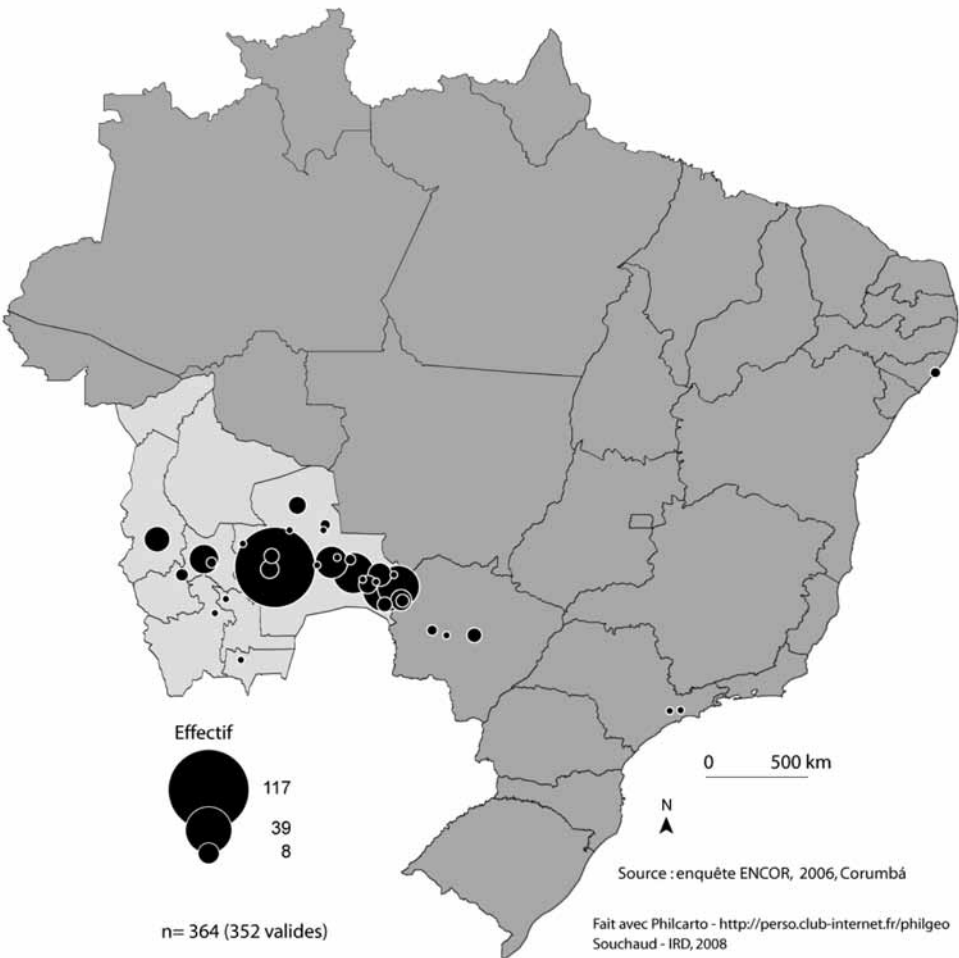 Effectif
117
39
8
0 500 km
N
Source : enquête ENCOR, 2006, Corumbá
n= 364 (352 valides)
Fait avec Philcarto - http://perso.club-internet.fr/philgeo
Souchaud - IRD, 2008